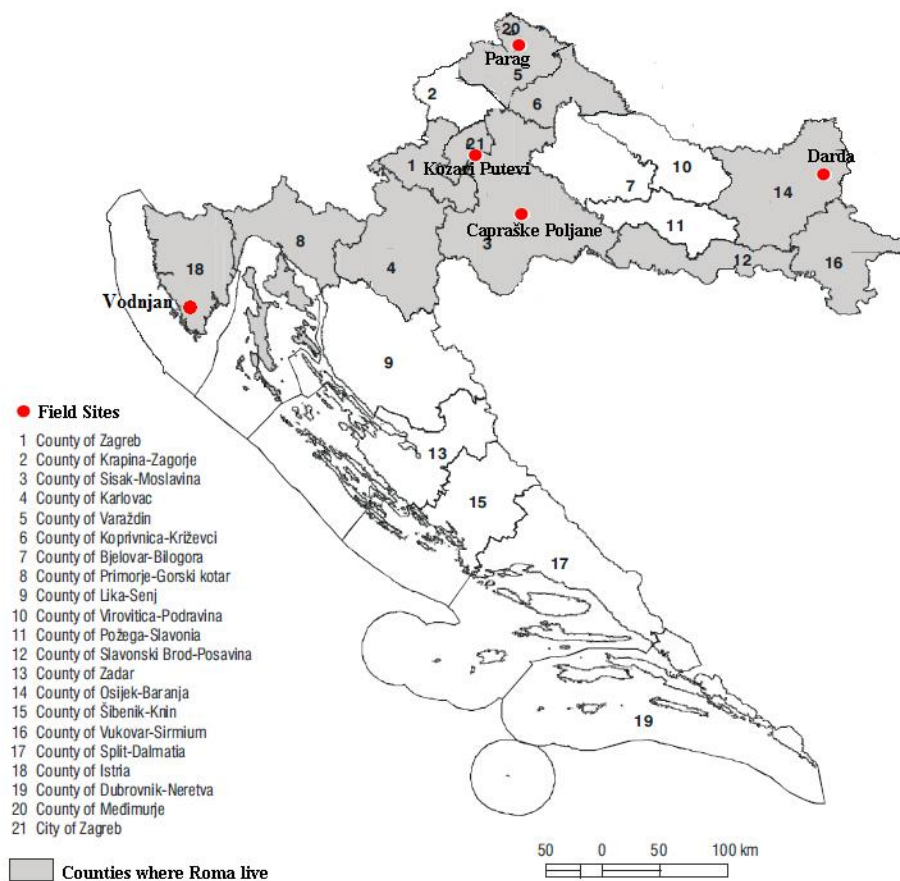 20
Parag
5
2
6
21
1
Kozari Putevi
10
Darda
7
14
Capraške Poljane
3
11
8
12
4
16
18
Vodnjan
9
13
15
17
19
Field Sites
1 County of Zagreb
2 County of Krapina-Zagorje
3 County of Sisak-Moslavina
4 County of Karlovac
5 County of Varaždin
6 County of Koprivnica-Križevci
7 County of Bjelovar-Bilogora
8 County of Primorje-Gorski kotar
9 County of Lika-Senj
10 County of Virovitica-Podravina
11 County of Požega-Slavonia
12 County of Slavonski Brod-Posavina
13 County of Zadar
14 County of Osijek-Baranja
15 County of Šibenik-Knin
16 County of Vukovar-Sirmium
17 County of Split-Dalmatia
18 County of Istria
19 County of Dubrovnik-Neretva
20 County of Međimurje
21 City of Zagreb
Counties where Roma live
50 0 50 100 km